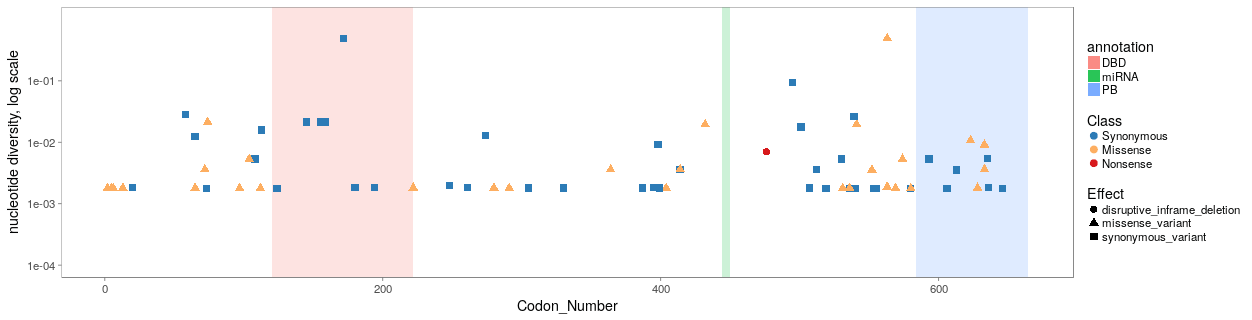 nucleotide diversity, log scale
1e-01
1e-02
1e-03
1e-04
0
200
400
600
Codon_Number
annotation
DBD
miRNA
PB
Class
Synonymous
Missense
Nonsense
Effect
disruptive_inframe_deletion
missense_variant
synonymous_variant